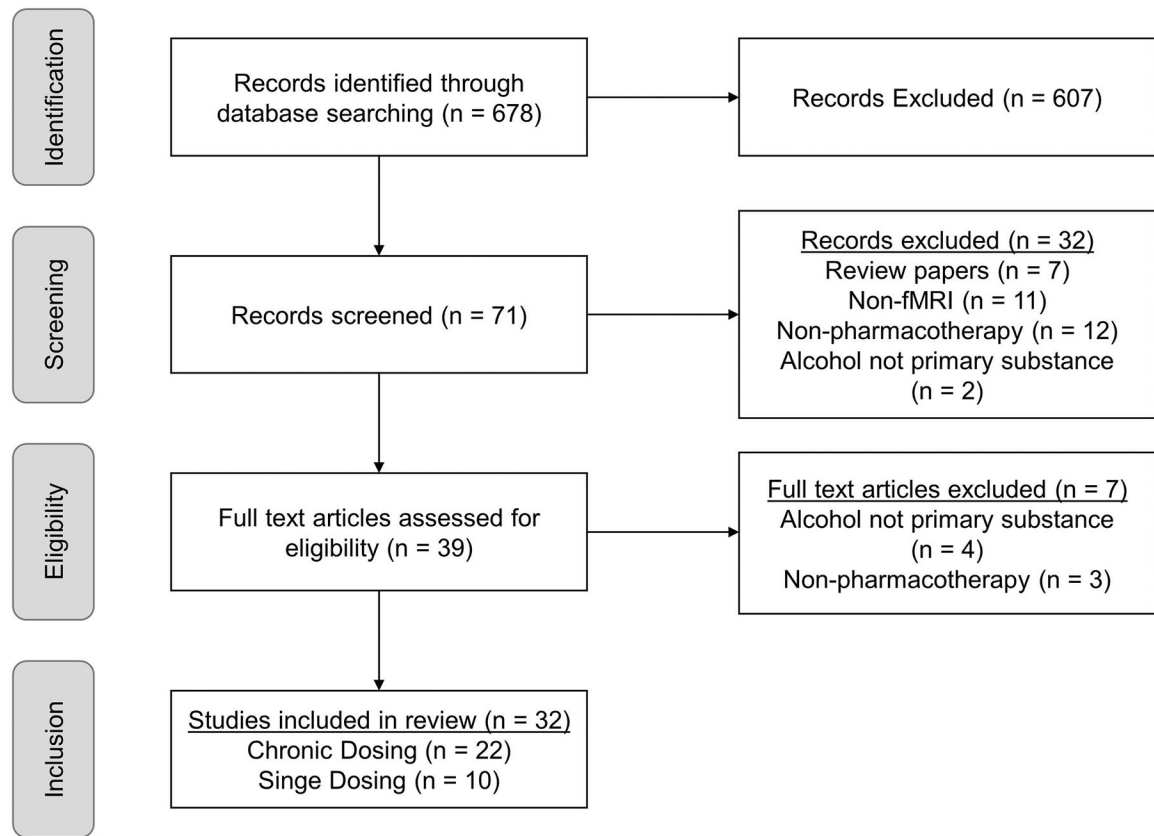 Identification
Records identified through
database searching (n = 678)
Records Excluded (n = 607)
Screening
Records screened (n = 71)
Records excluded (n = 32)
Review papers (n = 7)
Non-fMRI (n = 11)
Non-pharmacotherapy (n = 12)
Alcohol not primary substance
(n = 2)
Eligibility
Full text articles assessed for
eligibility (n = 39)
Full text articles excluded (n = 7)
Alcohol not primary substance
(n = 4)
Non-pharmacotherapy (n = 3)
Inclusion
Studies included in review (n = 32)
Chronic Dosing (n = 22)
Singe Dosing (n = 10)